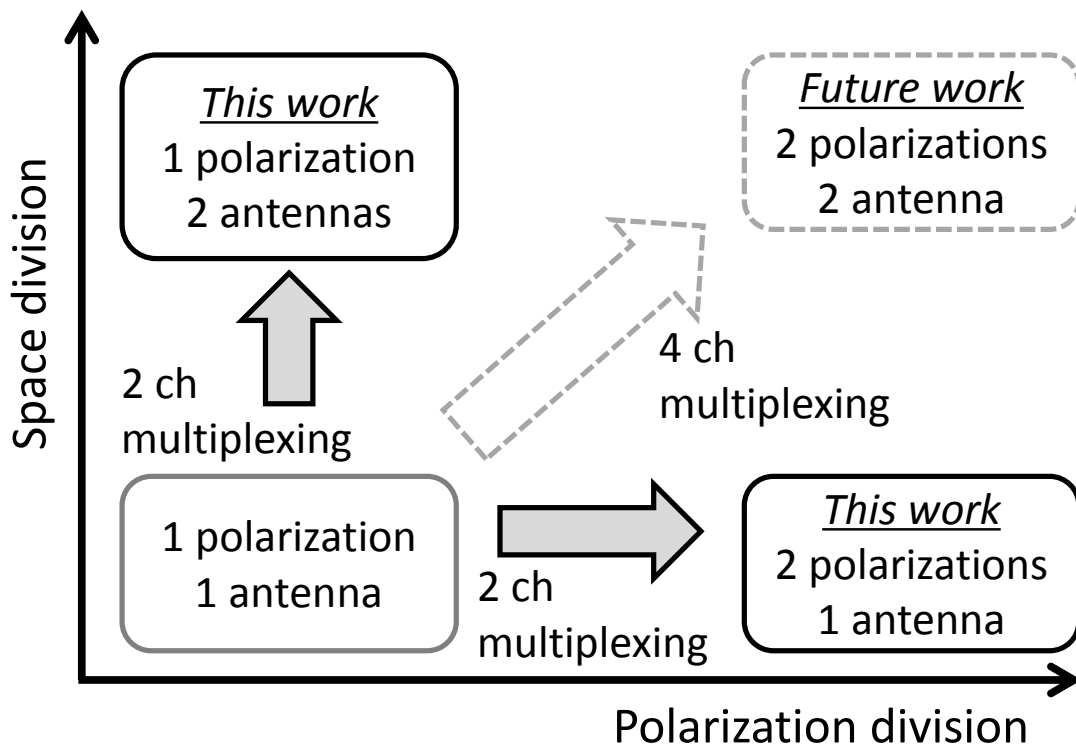 Space division
This work
1 polarization
2 antennas
Future work
2 polarizations
2 antenna
2 ch
multiplexing
4 ch
multiplexing
1 polarization
1 antenna
2 ch
multiplexing
This work
2 polarizations
1 antenna
Polarization division